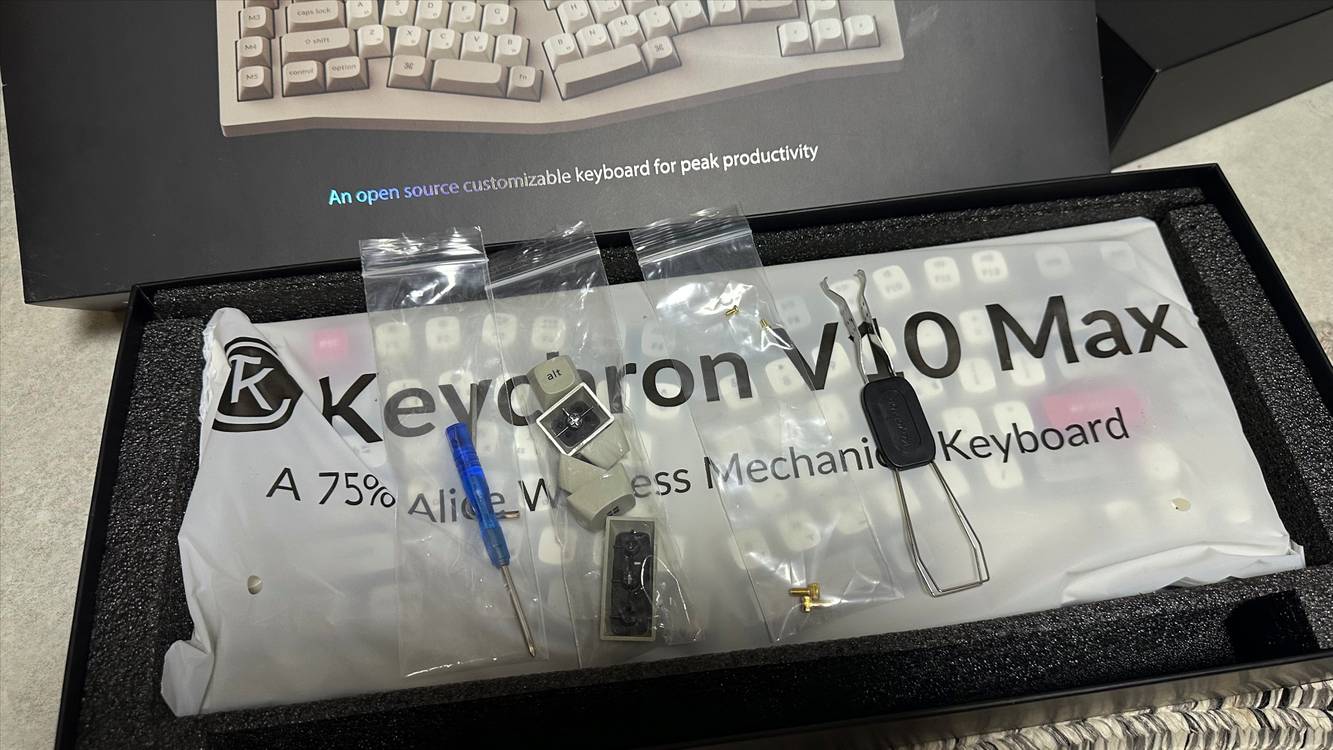 M3 caps lock A S D F G H
M4 shift Z X C V B B N M
M5 control option ⌘ fn ⌘
An open source customizable keyboard for peak productivity
K Keychron V10 Max
A 75% Alice Wireless Mechanical Keyboard
alt